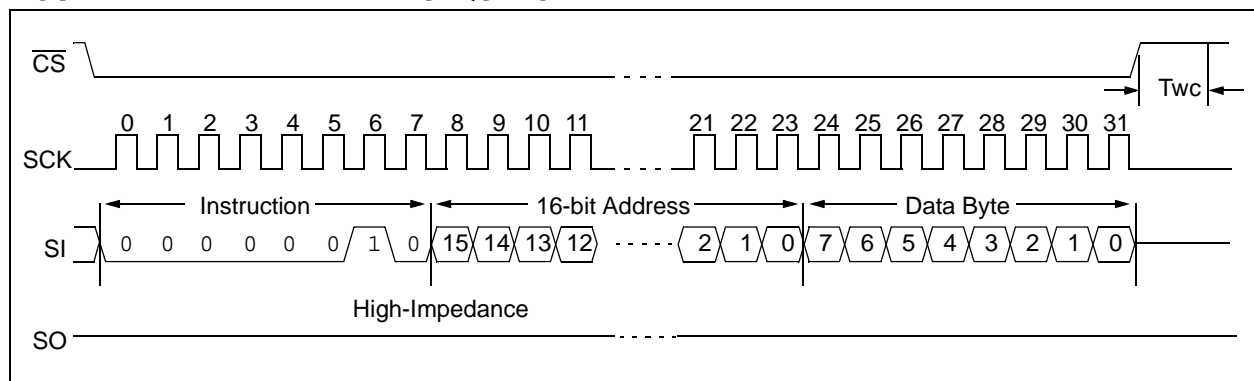 CS
Twc
0 1 2 3 4 5 6 7 8 9 10 11 21 22 23 24 25 26 27 28 29 30 31
SCK
Instruction 16-bit Address Data Byte
SI 0 0 0 0 0 0 1 0 15 14 13 12 2 1 0 7 6 5 4 3 2 1 0
High-Impedance
SO